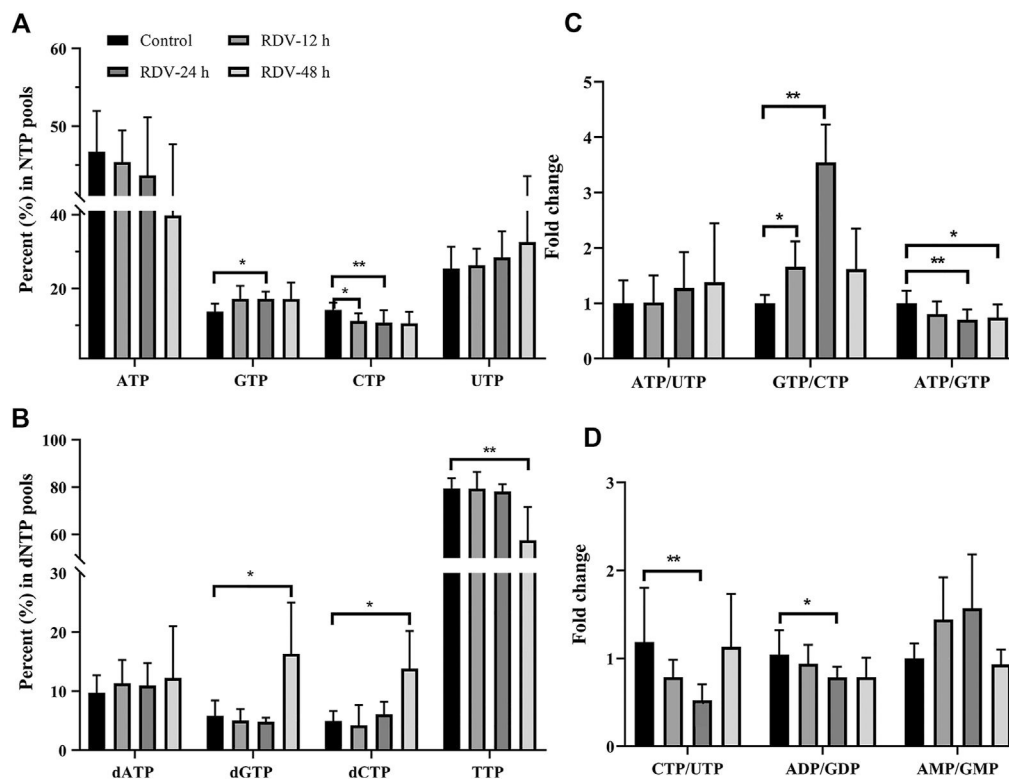 A
Control
RDV-12 h
RDV-24 h
RDV-48 h
Percent (%) in NTP pools
60
50
40
20
*
**
*
ATP
GTP
CTP
UTP
B
Percent (%) in dNTP pools
100
80
60
30
20
10
0
*
*
**
dATP
dGTP
dCTP
TTP
C
Fold change
5
4
3
2
1
0
**
*
*
**
ATP/UTP
GTP/CTP
ATP/GTP
D
Fold change
3
2
1
0
**
*
CTP/UTP
ADP/GDP
AMP/GMP